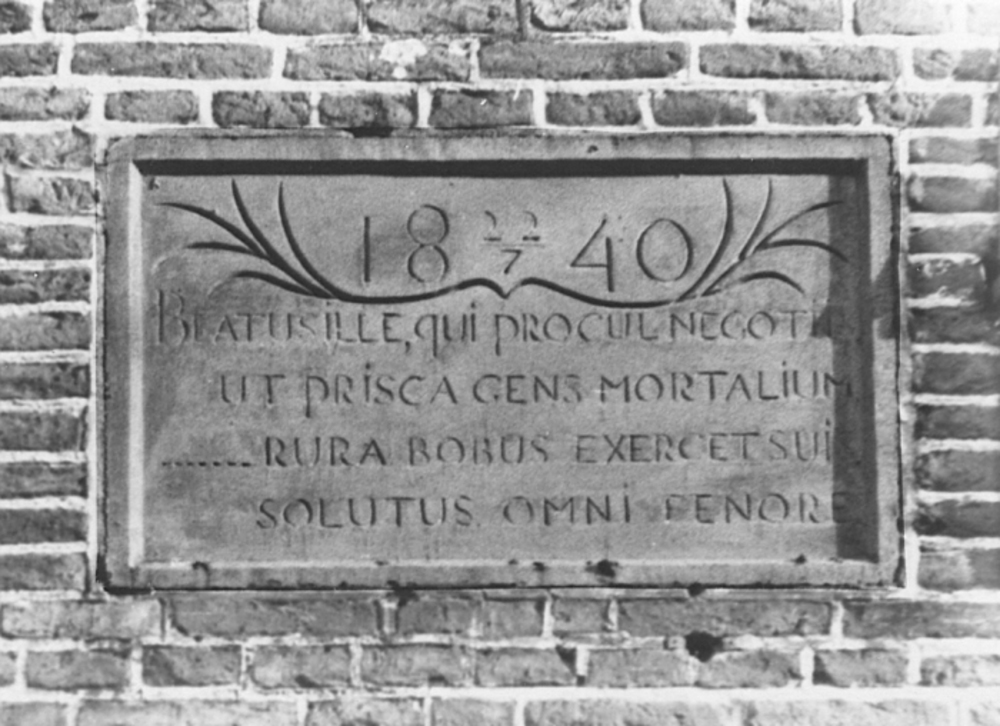 18 22/7 40
BEATUS ILLE, qui PROCUL NEGOTIIS
UT PRISCA GENS MORTALIUM
....... RURA BOBUS EXERCET SUIS
SOLUTUS OMNI FENORE